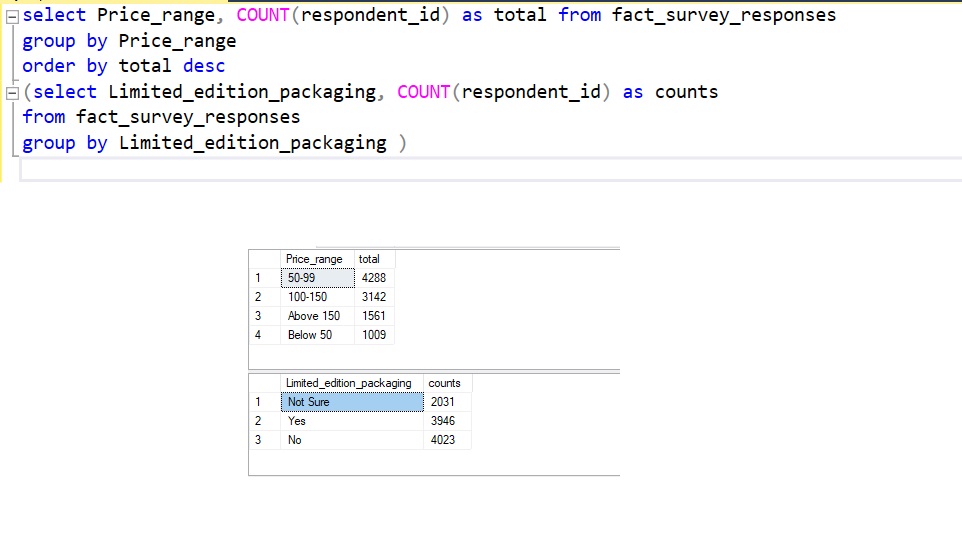 select Price_range, COUNT(respondent_id) as total from fact_survey_responses
group by Price_range
order by total desc
(select Limited_edition_packaging, COUNT(respondent_id) as counts
from fact_survey_responses
group by Limited_edition_packaging )
Price_range total
1 50-99 4288
2 100-150 3142
3 Above 150 1561
4 Below 50 1009
Limited_edition_packaging counts
1 Not Sure 2031
2 Yes 3946
3 No 4023